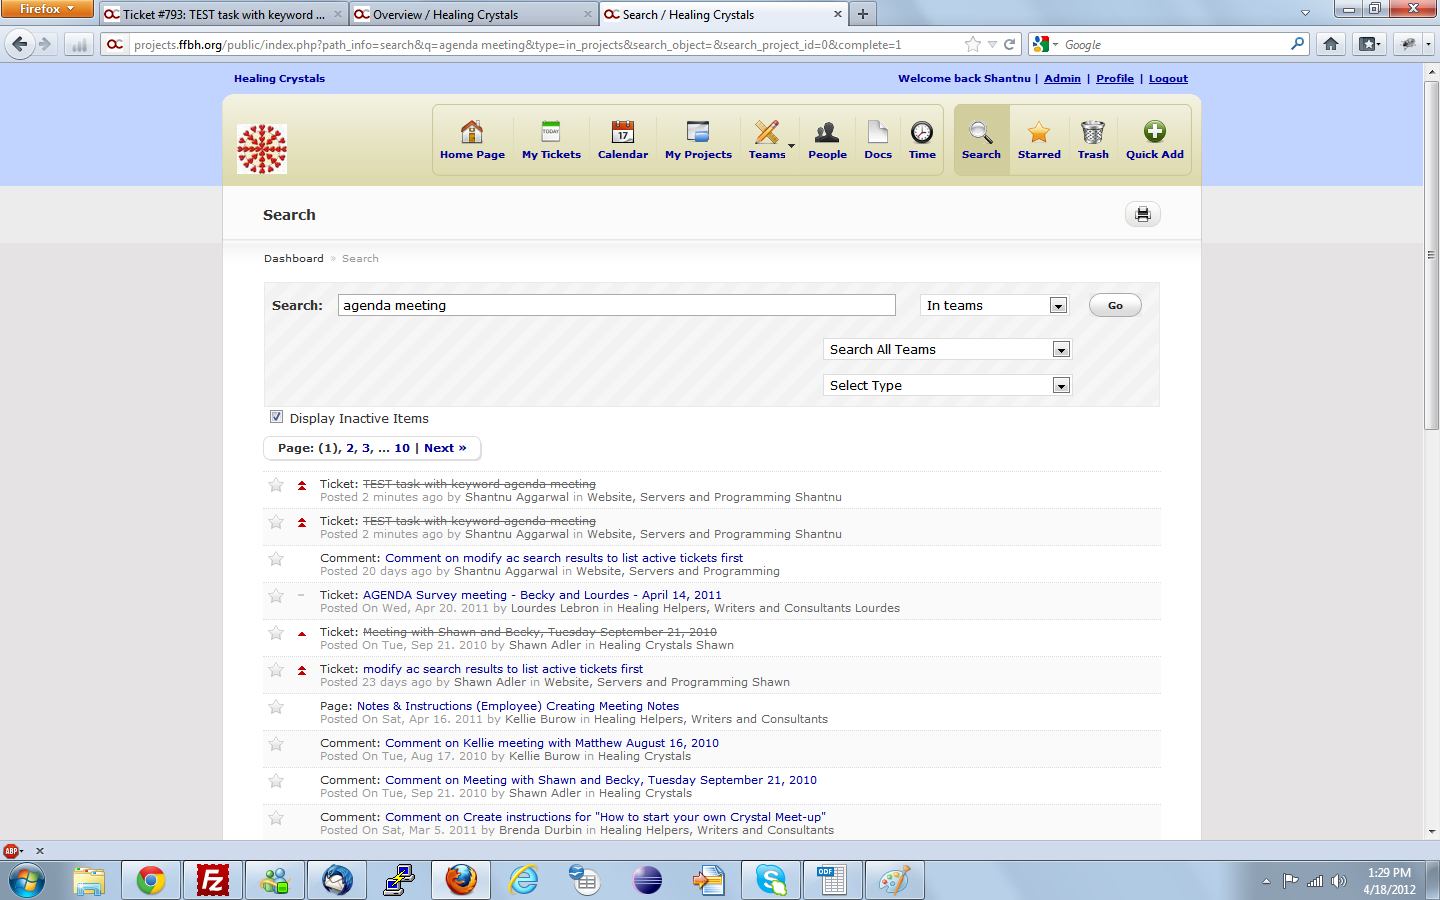 Firefox
Ticket #793: TEST task with keyword ...
Overview / Healing Crystals
Search / Healing Crystals
projects.ffbh.org/public/index.php?path_info=search&q=agenda meeting&type=in_projects&search_object=&search_project_id=0&complete=1
Google
Healing Crystals
Welcome back Shantnu | Admin | Profile | Logout
TODAY
17
Home Page
My Tickets
Calendar
My Projects
Teams
People
Docs
Time
Search
Starred
Trash
Quick Add
Search
Dashboard » Search
Search: agenda meeting In teams Go
Search All Teams
Select Type
Display Inactive Items
Page: (1), 2, 3, ... 10 | Next »
Ticket: TEST task with keyword agenda meeting
Posted 2 minutes ago by Shantnu Aggarwal in Website, Servers and Programming Shantnu
Ticket: TEST task with keyword agenda meeting
Posted 2 minutes ago by Shantnu Aggarwal in Website, Servers and Programming Shantnu
Comment: Comment on modify ac search results to list active tickets first
Posted 20 days ago by Shantnu Aggarwal in Website, Servers and Programming
Ticket: AGENDA Survey meeting - Becky and Lourdes - April 14, 2011
Posted On Wed, Apr 20. 2011 by Lourdes Lebron in Healing Helpers, Writers and Consultants Lourdes
Ticket: Meeting with Shawn and Becky, Tuesday September 21, 2010
Posted On Tue, Sep 21. 2010 by Shawn Adler in Healing Crystals Shawn
Ticket: modify ac search results to list active tickets first
Posted 23 days ago by Shawn Adler in Website, Servers and Programming Shawn
Page: Notes & Instructions (Employee) Creating Meeting Notes
Posted On Sat, Apr 16. 2011 by Kellie Burow in Healing Helpers, Writers and Consultants
Comment: Comment on Kellie meeting with Matthew August 16, 2010
Posted On Tue, Aug 17. 2010 by Kellie Burow in Healing Crystals
Comment: Comment on Meeting with Shawn and Becky, Tuesday September 21, 2010
Posted On Tue, Sep 21. 2010 by Shawn Adler in Healing Crystals
Comment: Comment on Create instructions for "How to start your own Crystal Meet-up"
Posted On Sat, Mar 5. 2011 by Brenda Durbin in Healing Helpers, Writers and Consultants
ABP
ODF
1:29 PM
4/18/2012